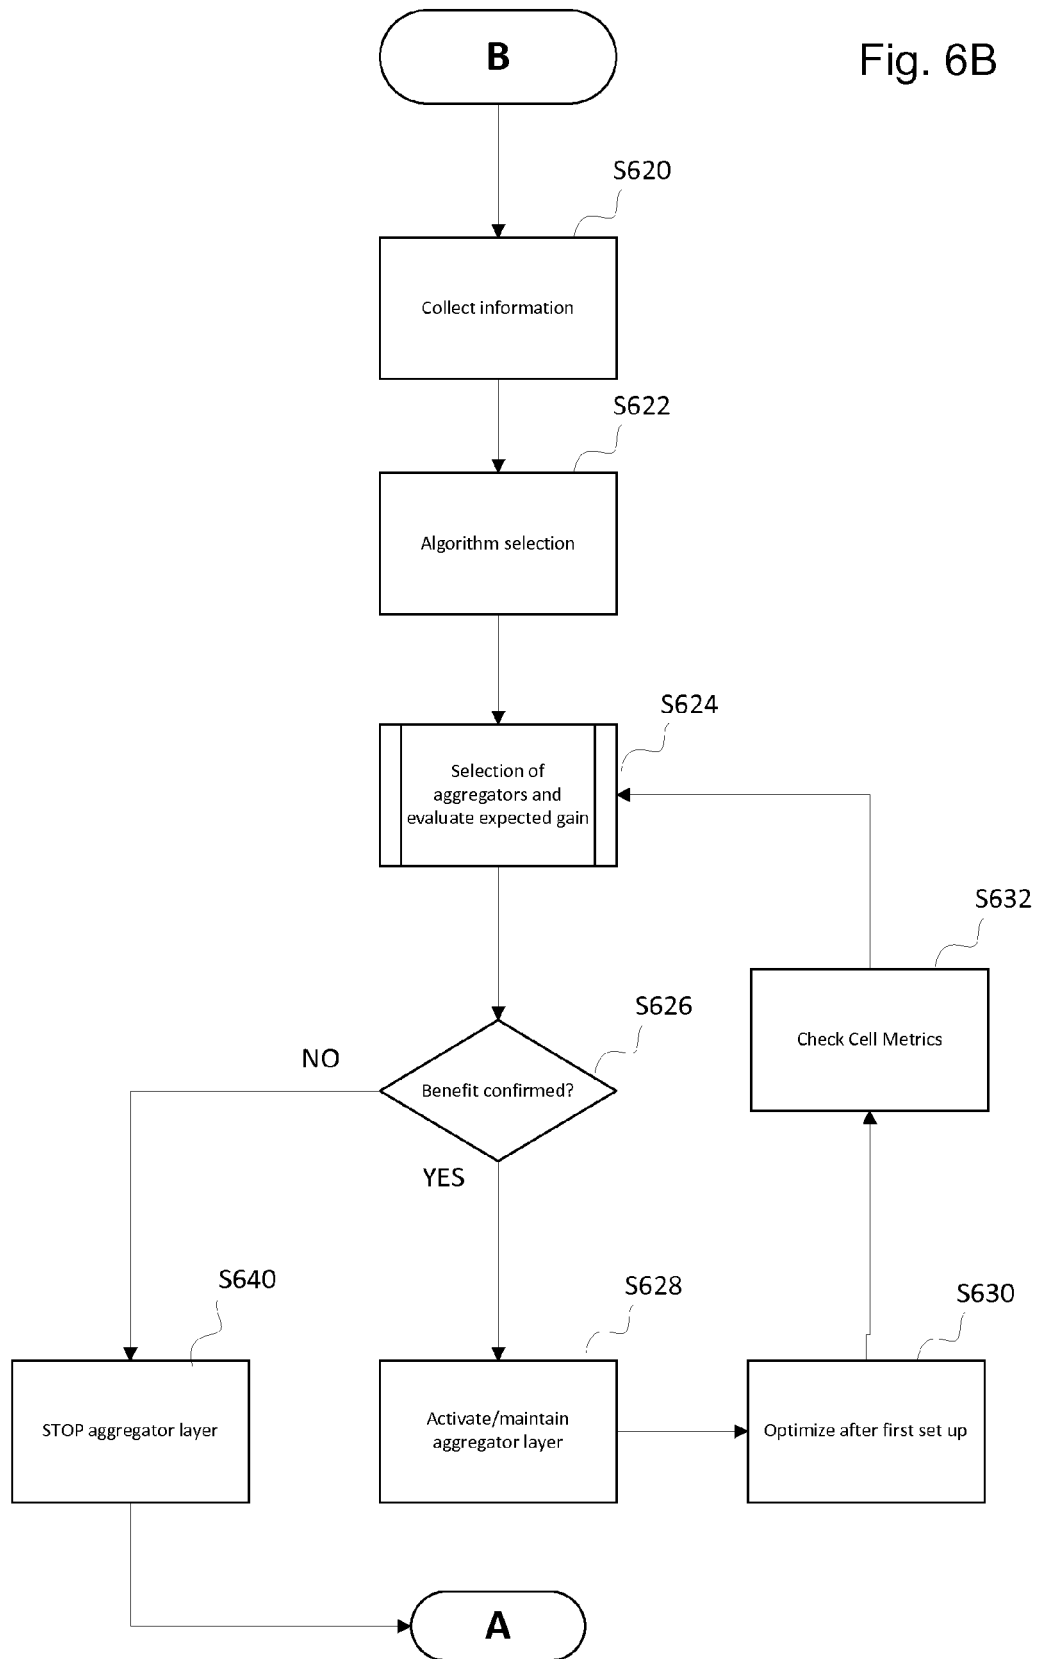 B
Fig. 6B
S620
Collect information
S622
Algorithm selection
S624
Selection of
aggregators and
evaluate expected gain
S632
Check Cell Metrics
S626
Benefit confirmed?
NO
YES
S640
STOP aggregator layer
S628
Activate/maintain
aggregator layer
S630
Optimize after first set up
A